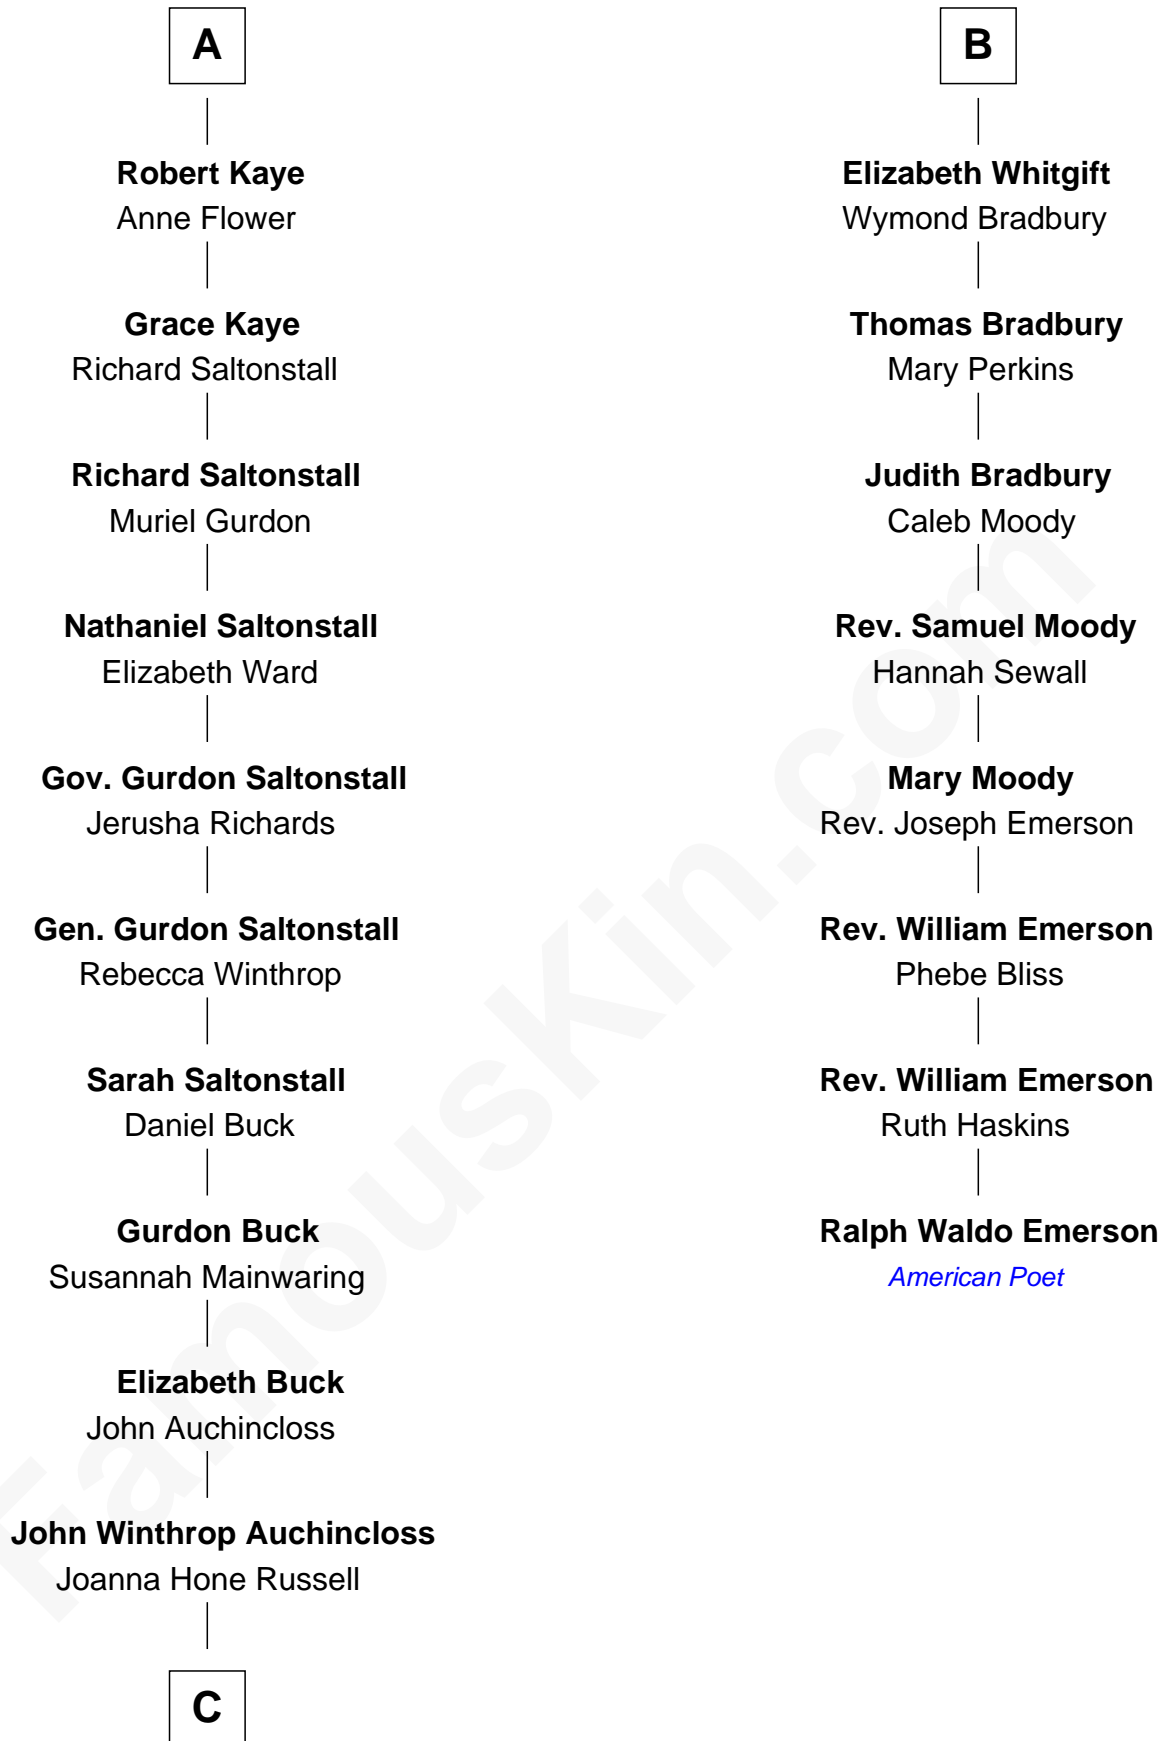 A
Robert Kaye
Anne Flower
Grace Kaye
Richard Saltonstall
Richard Saltonstall
Muriel Gurdon
Nathaniel Saltonstall
Elizabeth Ward
Gov. Gurdon Saltonstall
Jerusha Richards
Gen. Gurdon Saltonstall
Rebecca Winthrop
Sarah Saltonstall
Daniel Buck
Gurdon Buck
Susannah Mainwaring
Elizabeth Buck
John Auchincloss
John Winthrop Auchincloss
Joanna Hone Russell
C
B
Elizabeth Whitgift
Wymond Bradbury
Thomas Bradbury
Mary Perkins
Judith Bradbury
Caleb Moody
Rev. Samuel Moody
Hannah Sewall
Mary Moody
Rev. Joseph Emerson
Rev. William Emerson
Phebe Bliss
Rev. William Emerson
Ruth Haskins
Ralph Waldo Emerson
American Poet
FamousKin.com